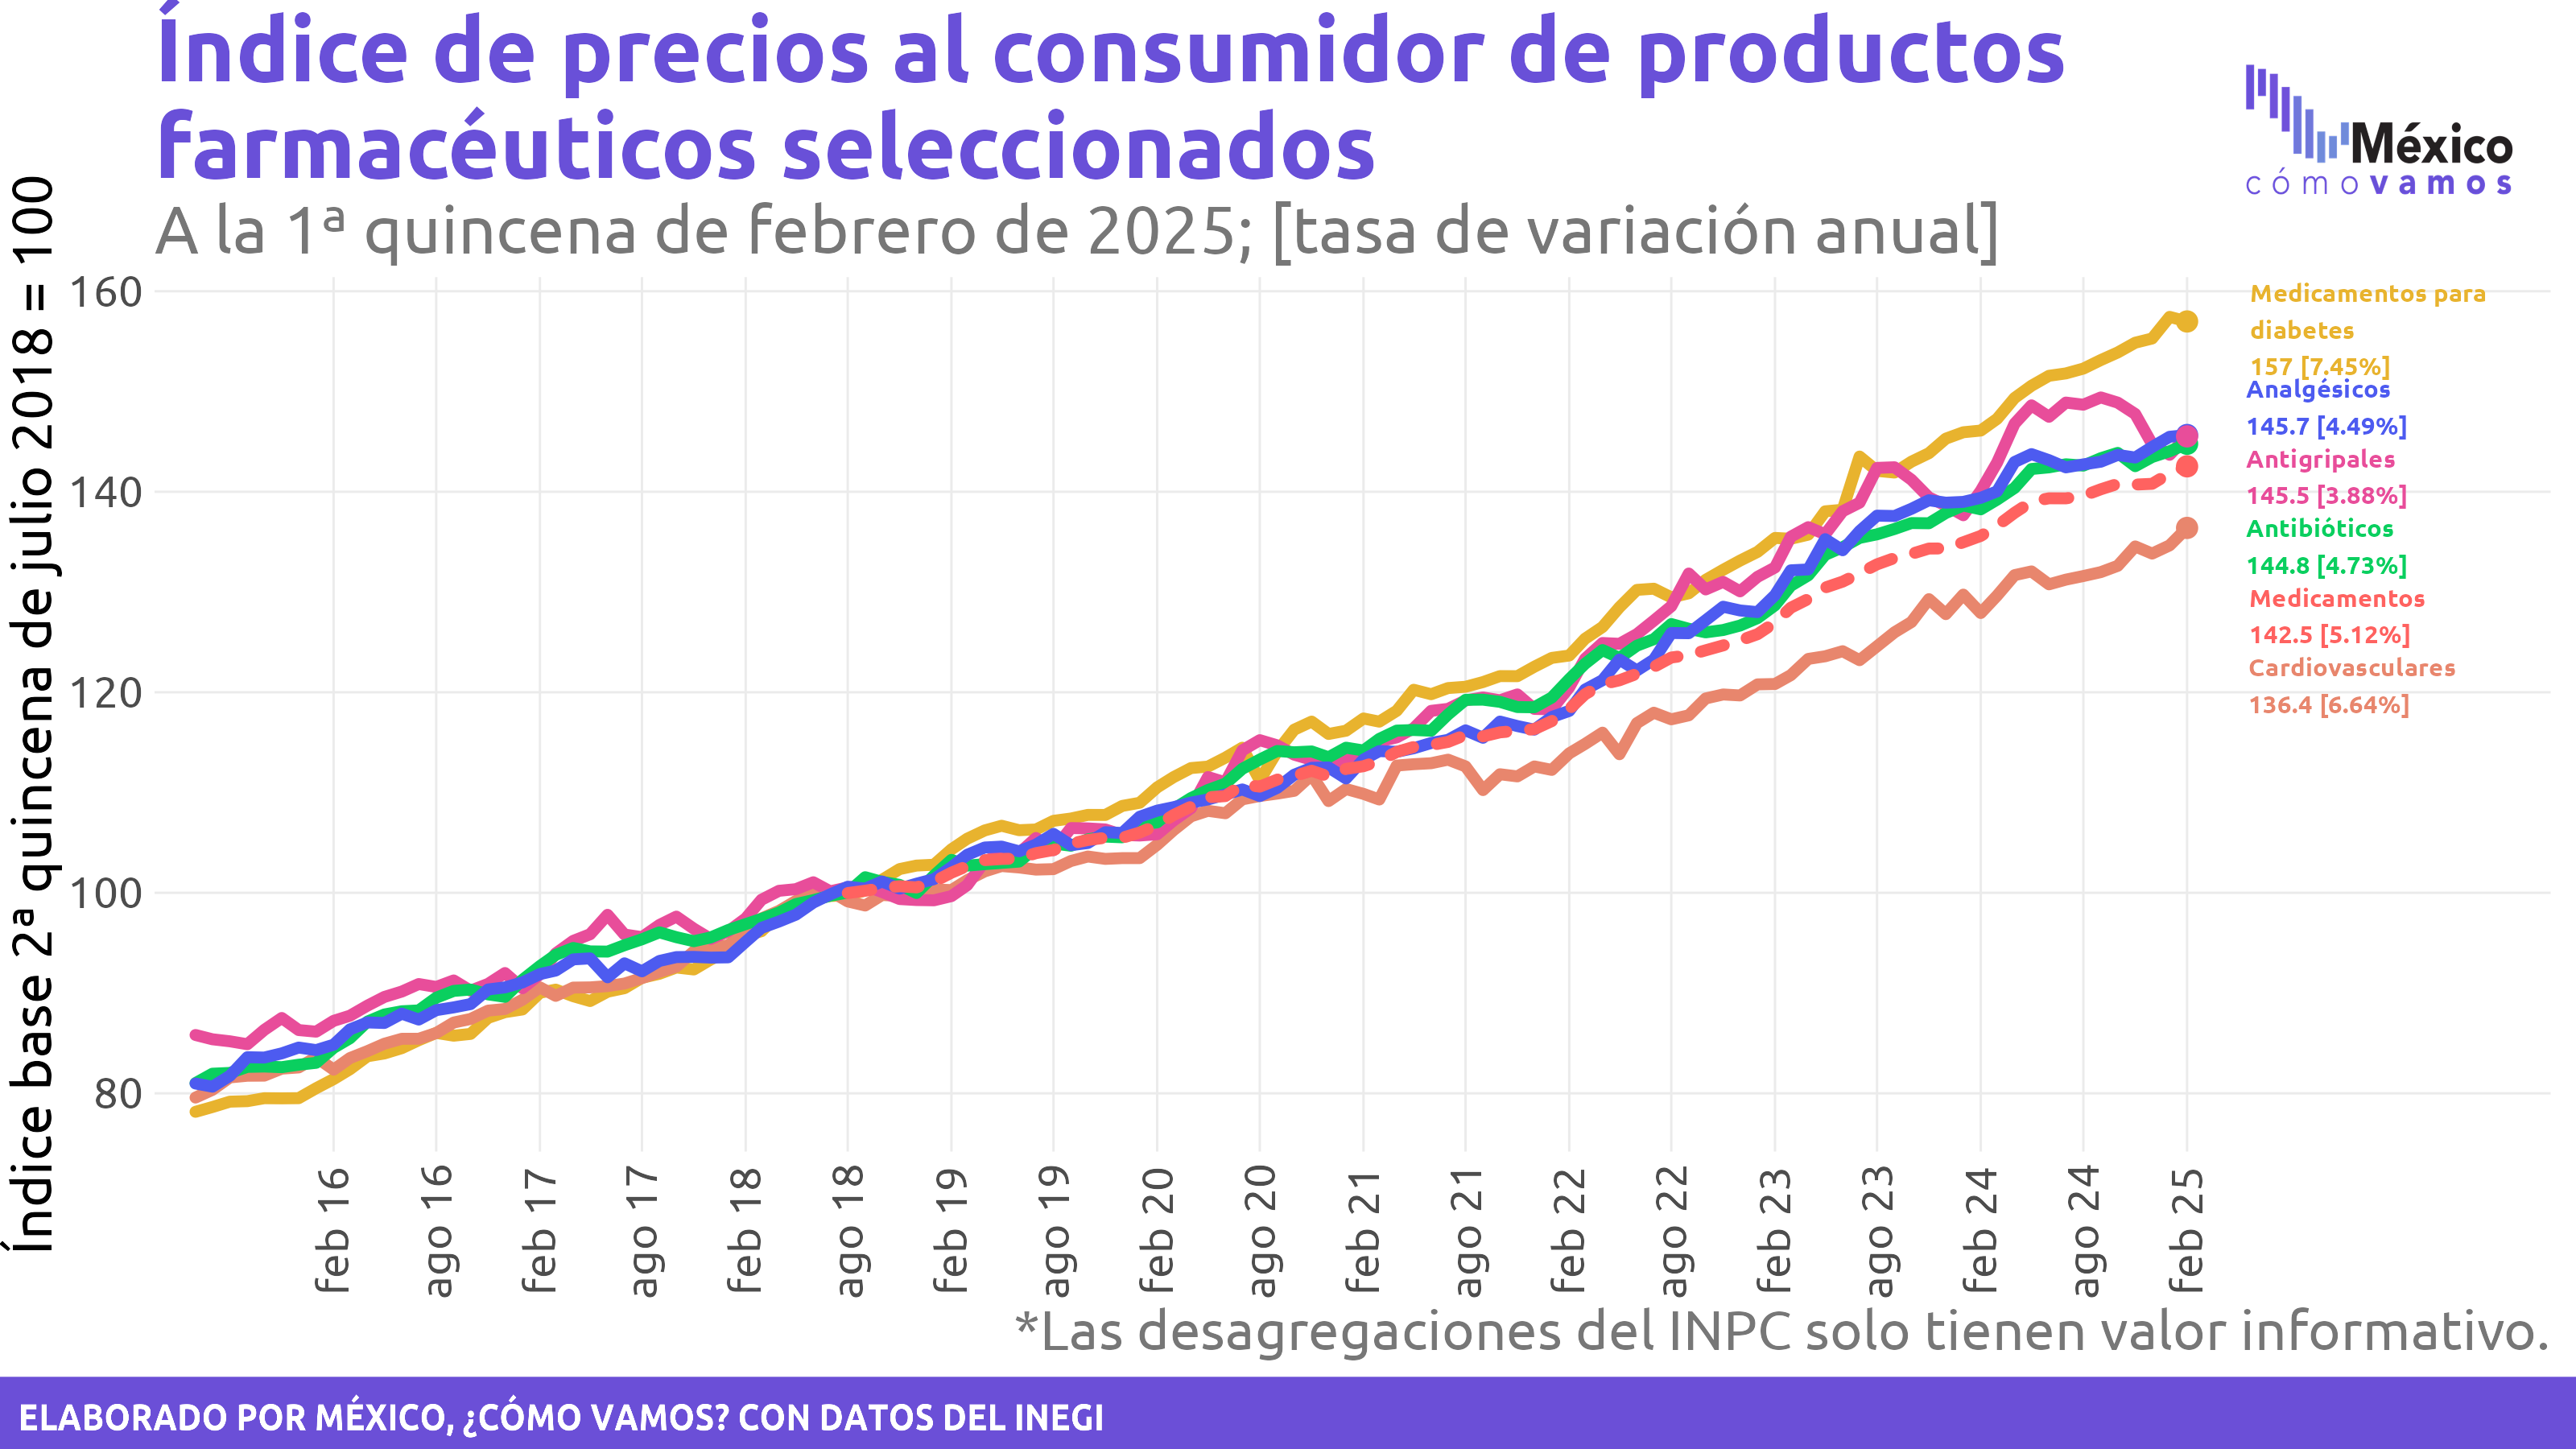 Índice de precios al consumidor de productos
farmacéuticos seleccionados
A la 1ª quincena de febrero de 2025; [tasa de variación anual]
México
cómo vamos
Índice base 2ª quincena de julio 2018 = 100
160
140
120
100
80
Medicamentos para
diabetes
157 [7.45%]
Analgésicos
145.7 [4.49%]
Antigripales
145.5 [3.88%]
Antibióticos
144.8 [4.73%]
Medicamentos
142.5 [5.12%]
Cardiovasculares
136.4 [6.64%]
feb 16
ago 16
feb 17
ago 17
feb 18
ago 18
feb 19
ago 19
feb 20
ago 20
feb 21
ago 21
feb 22
ago 22
feb 23
ago 23
feb 24
ago 24
feb 25
*Las desagregaciones del INPC solo tienen valor informativo.
ELABORADO POR MÉXICO, ¿CÓMO VAMOS? CON DATOS DEL INEGI